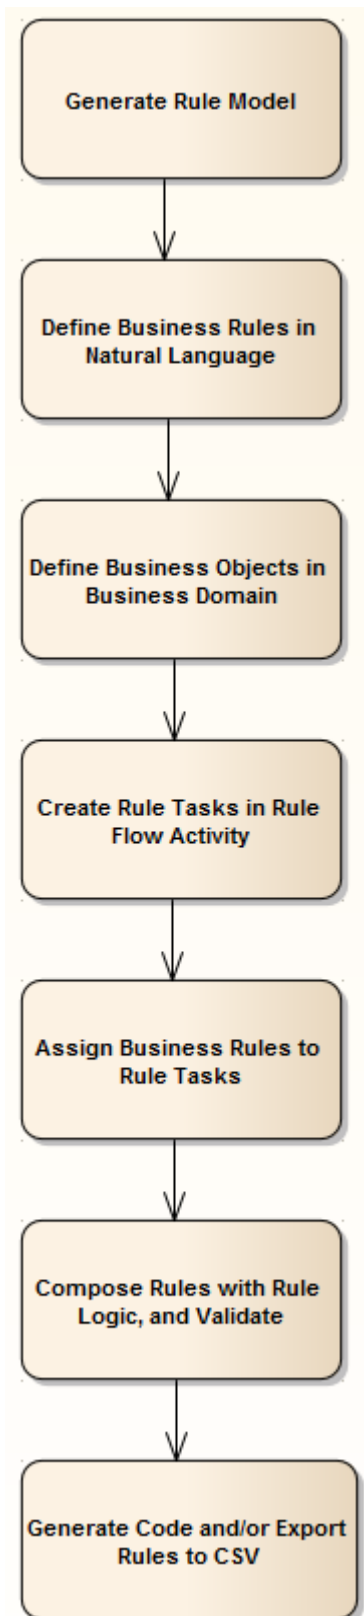 Generate Rule Model
Define Business Rules in
Natural Language
Define Business Objects in
Business Domain
Create Rule Tasks in Rule
Flow Activity
Assign Business Rules to
Rule Tasks
Compose Rules with Rule
Logic, and Validate
Generate Code and/or Export
Rules to CSV